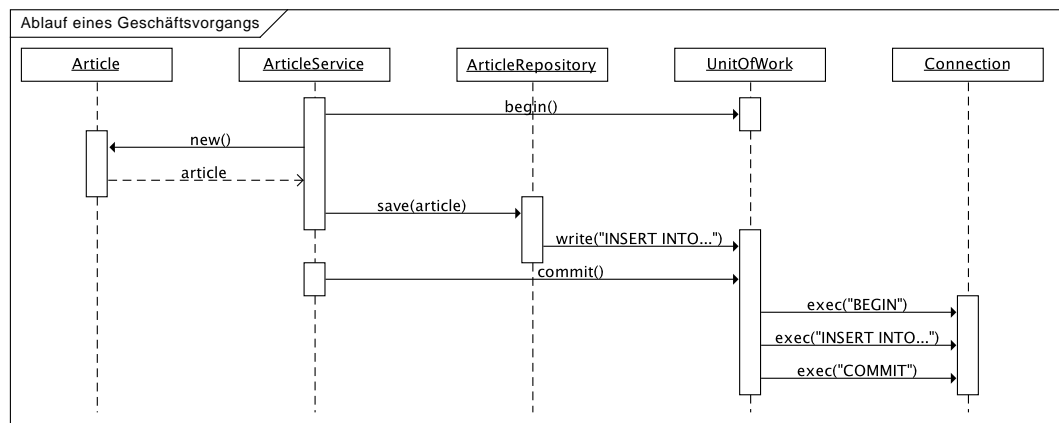 Ablauf eines Geschäftsvorgangs
Article
ArticleService
ArticleRepository
UnitOfWork
Connection
begin()
new()
article
save(article)
write("INSERT INTO...")
commit()
exec("BEGIN")
exec("INSERT INTO...")
exec("COMMIT")